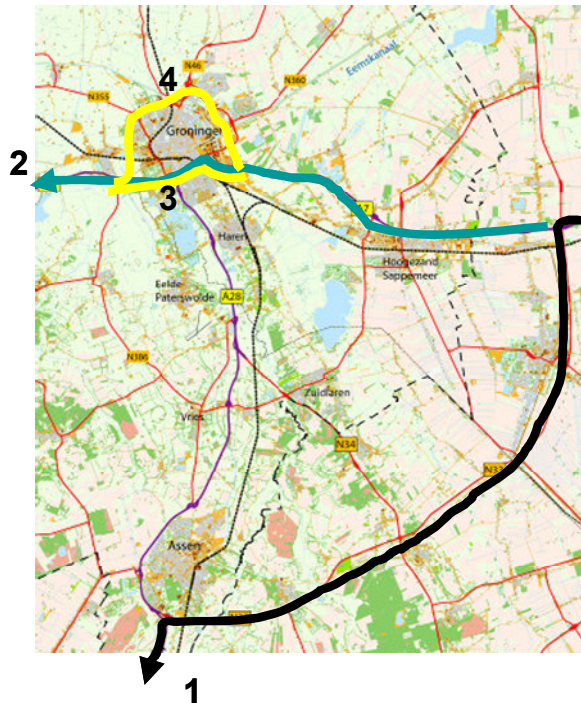 4
N46
N360
Eemskanaal
N355
Groningen
2
3
A7
Haren
Hoogezand
Sappemeer
Eelde
Paterswolde
A28
N386
Zuidlaren
Vries
N34
N33
Assen
1